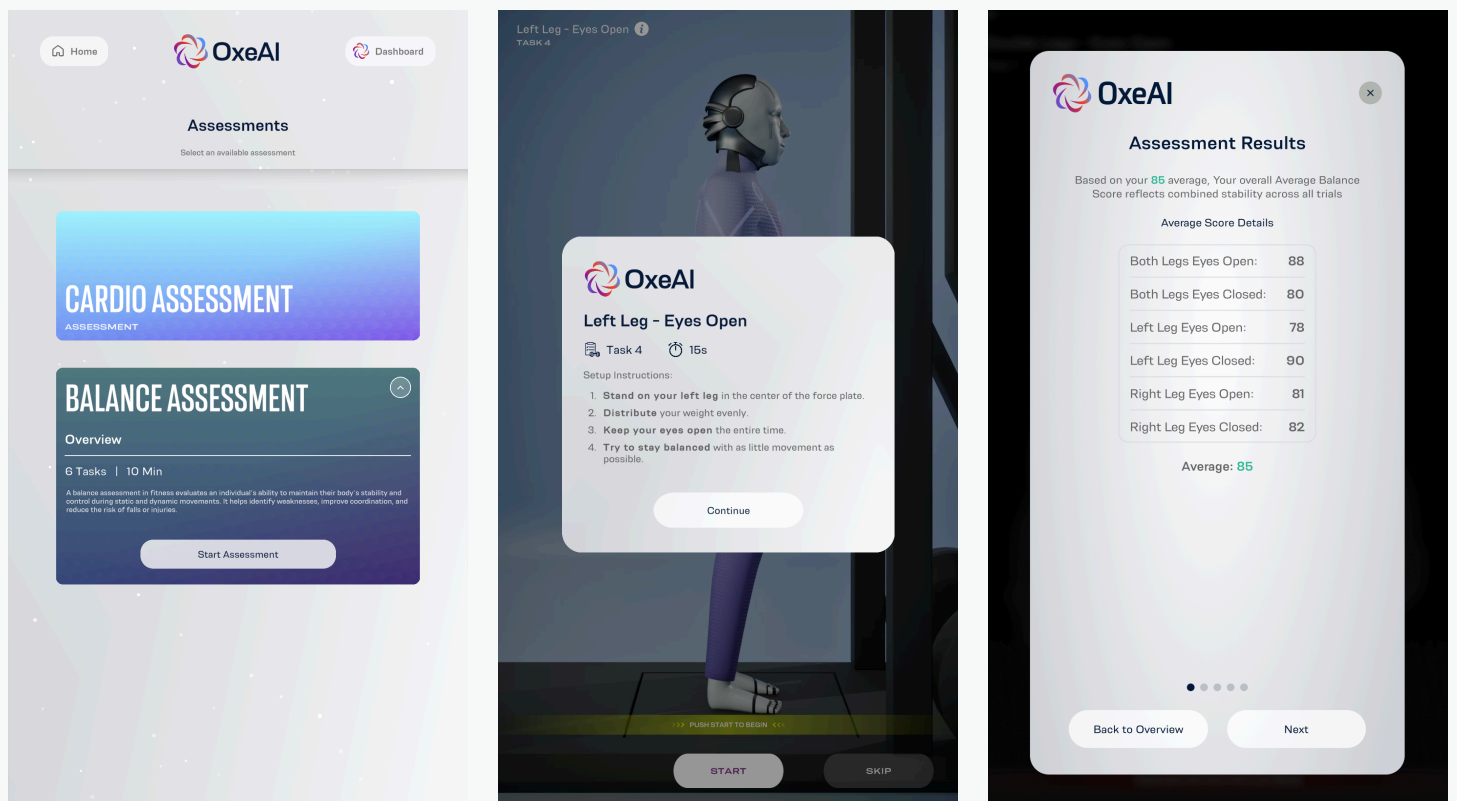 Home
OxeAI
Dashboard
Assessments
Select an available assessment
CARDIO ASSESSMENT
ASSESSMENT
BALANCE ASSESSMENT
Overview
6 Tasks | 10 Min
A balance assessment in fitness evaluates an individual's ability to maintain their body's stability and
control during static and dynamic movements. It helps identify weaknesses, improve coordination, and
reduce the risk of falls or injuries.
Start Assessment
Left Leg - Eyes Open
TASK 4
OxeAI
Left Leg - Eyes Open
Task 4 15s
Setup Instructions:
1. Stand on your left leg in the center of the force plate.
2. Distribute your weight evenly.
3. Keep your eyes open the entire time.
4. Try to stay balanced with as little movement as
possible.
Continue
>>> PUSH START TO BEGIN <<<
START
SKIP
OxeAI
Assessment Results
Based on your 85 average, Your overall Average Balance
Score reflects combined stability across all trials
Average Score Details
Both Legs Eyes Open: 88
Both Legs Eyes Closed: 80
Left Leg Eyes Open: 78
Left Leg Eyes Closed: 90
Right Leg Eyes Open: 81
Right Leg Eyes Closed: 82
Average: 85
Back to Overview
Next